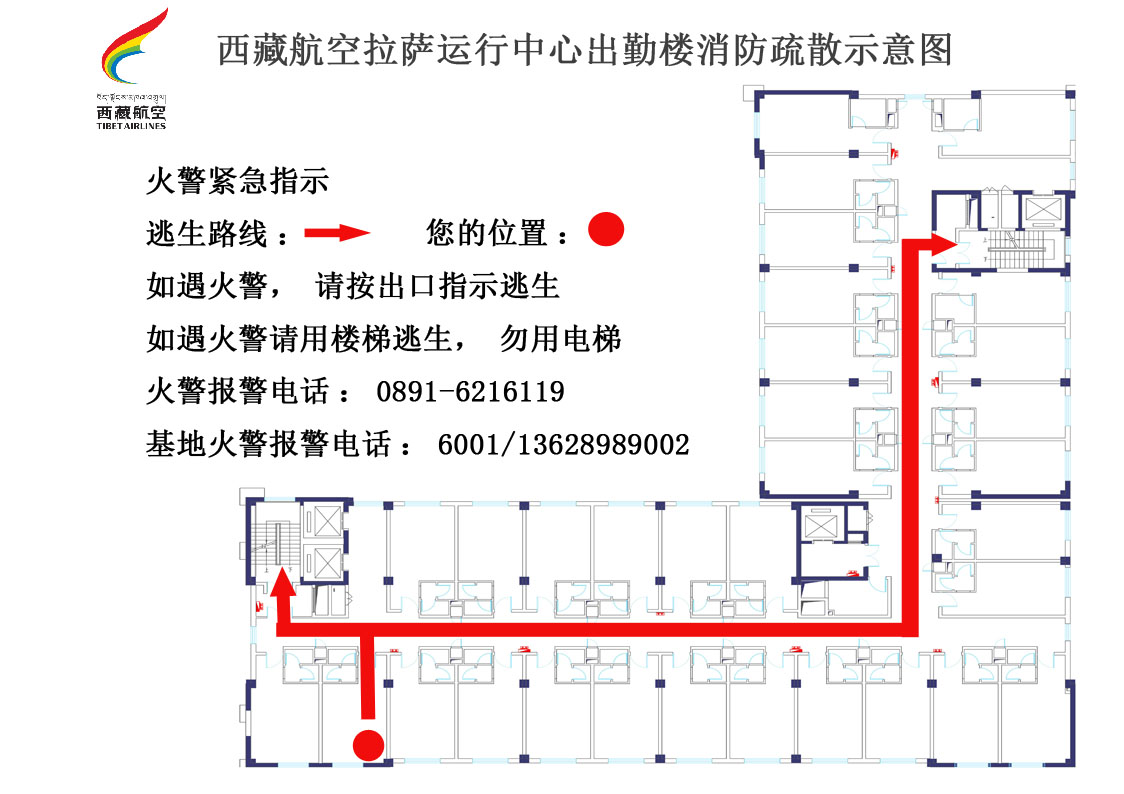 西藏航空拉萨运行中心出勤楼消防疏散示意图
西藏航空
TIBET AIRLINES
火警紧急指示
逃生路线： 您的位置：
如遇火警， 请按出口指示逃生
如遇火警请用楼梯逃生， 勿用电梯
火警报警电话： 0891-6216119
基地火警报警电话： 6001/13628989002
上
下
上
下